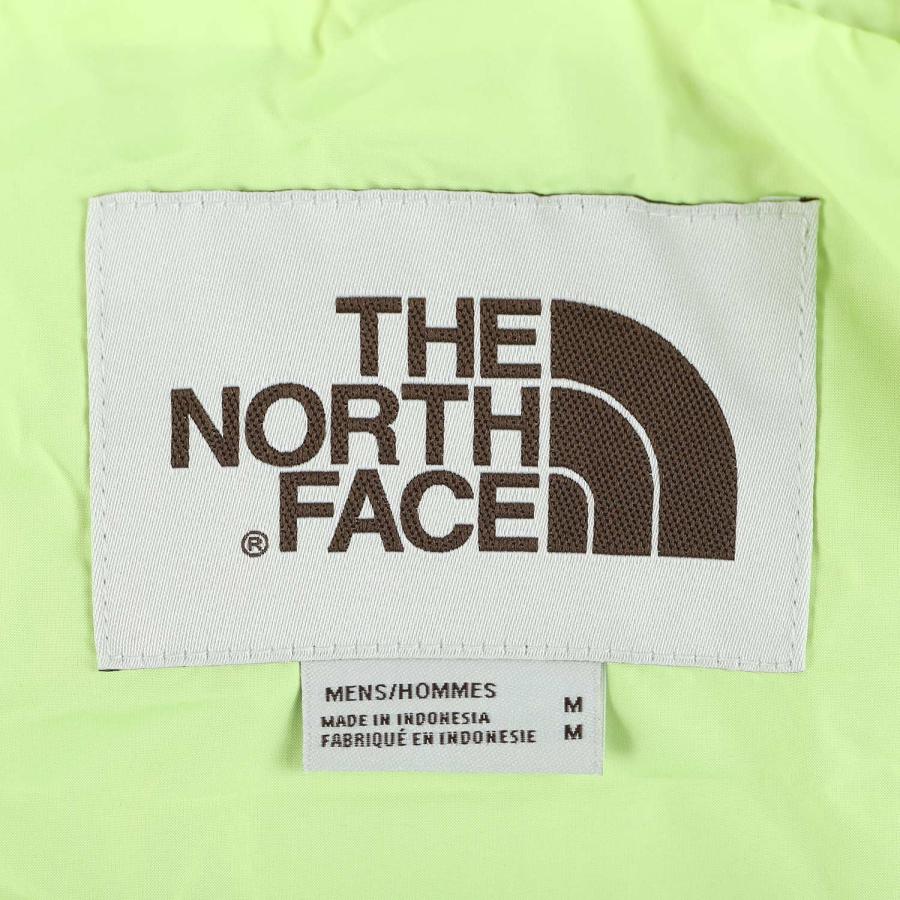 THE
NORTH
® FACE
MENS/HOMMES M
MADE IN INDONESIA
FABRIQUÉ EN INDONESIE M